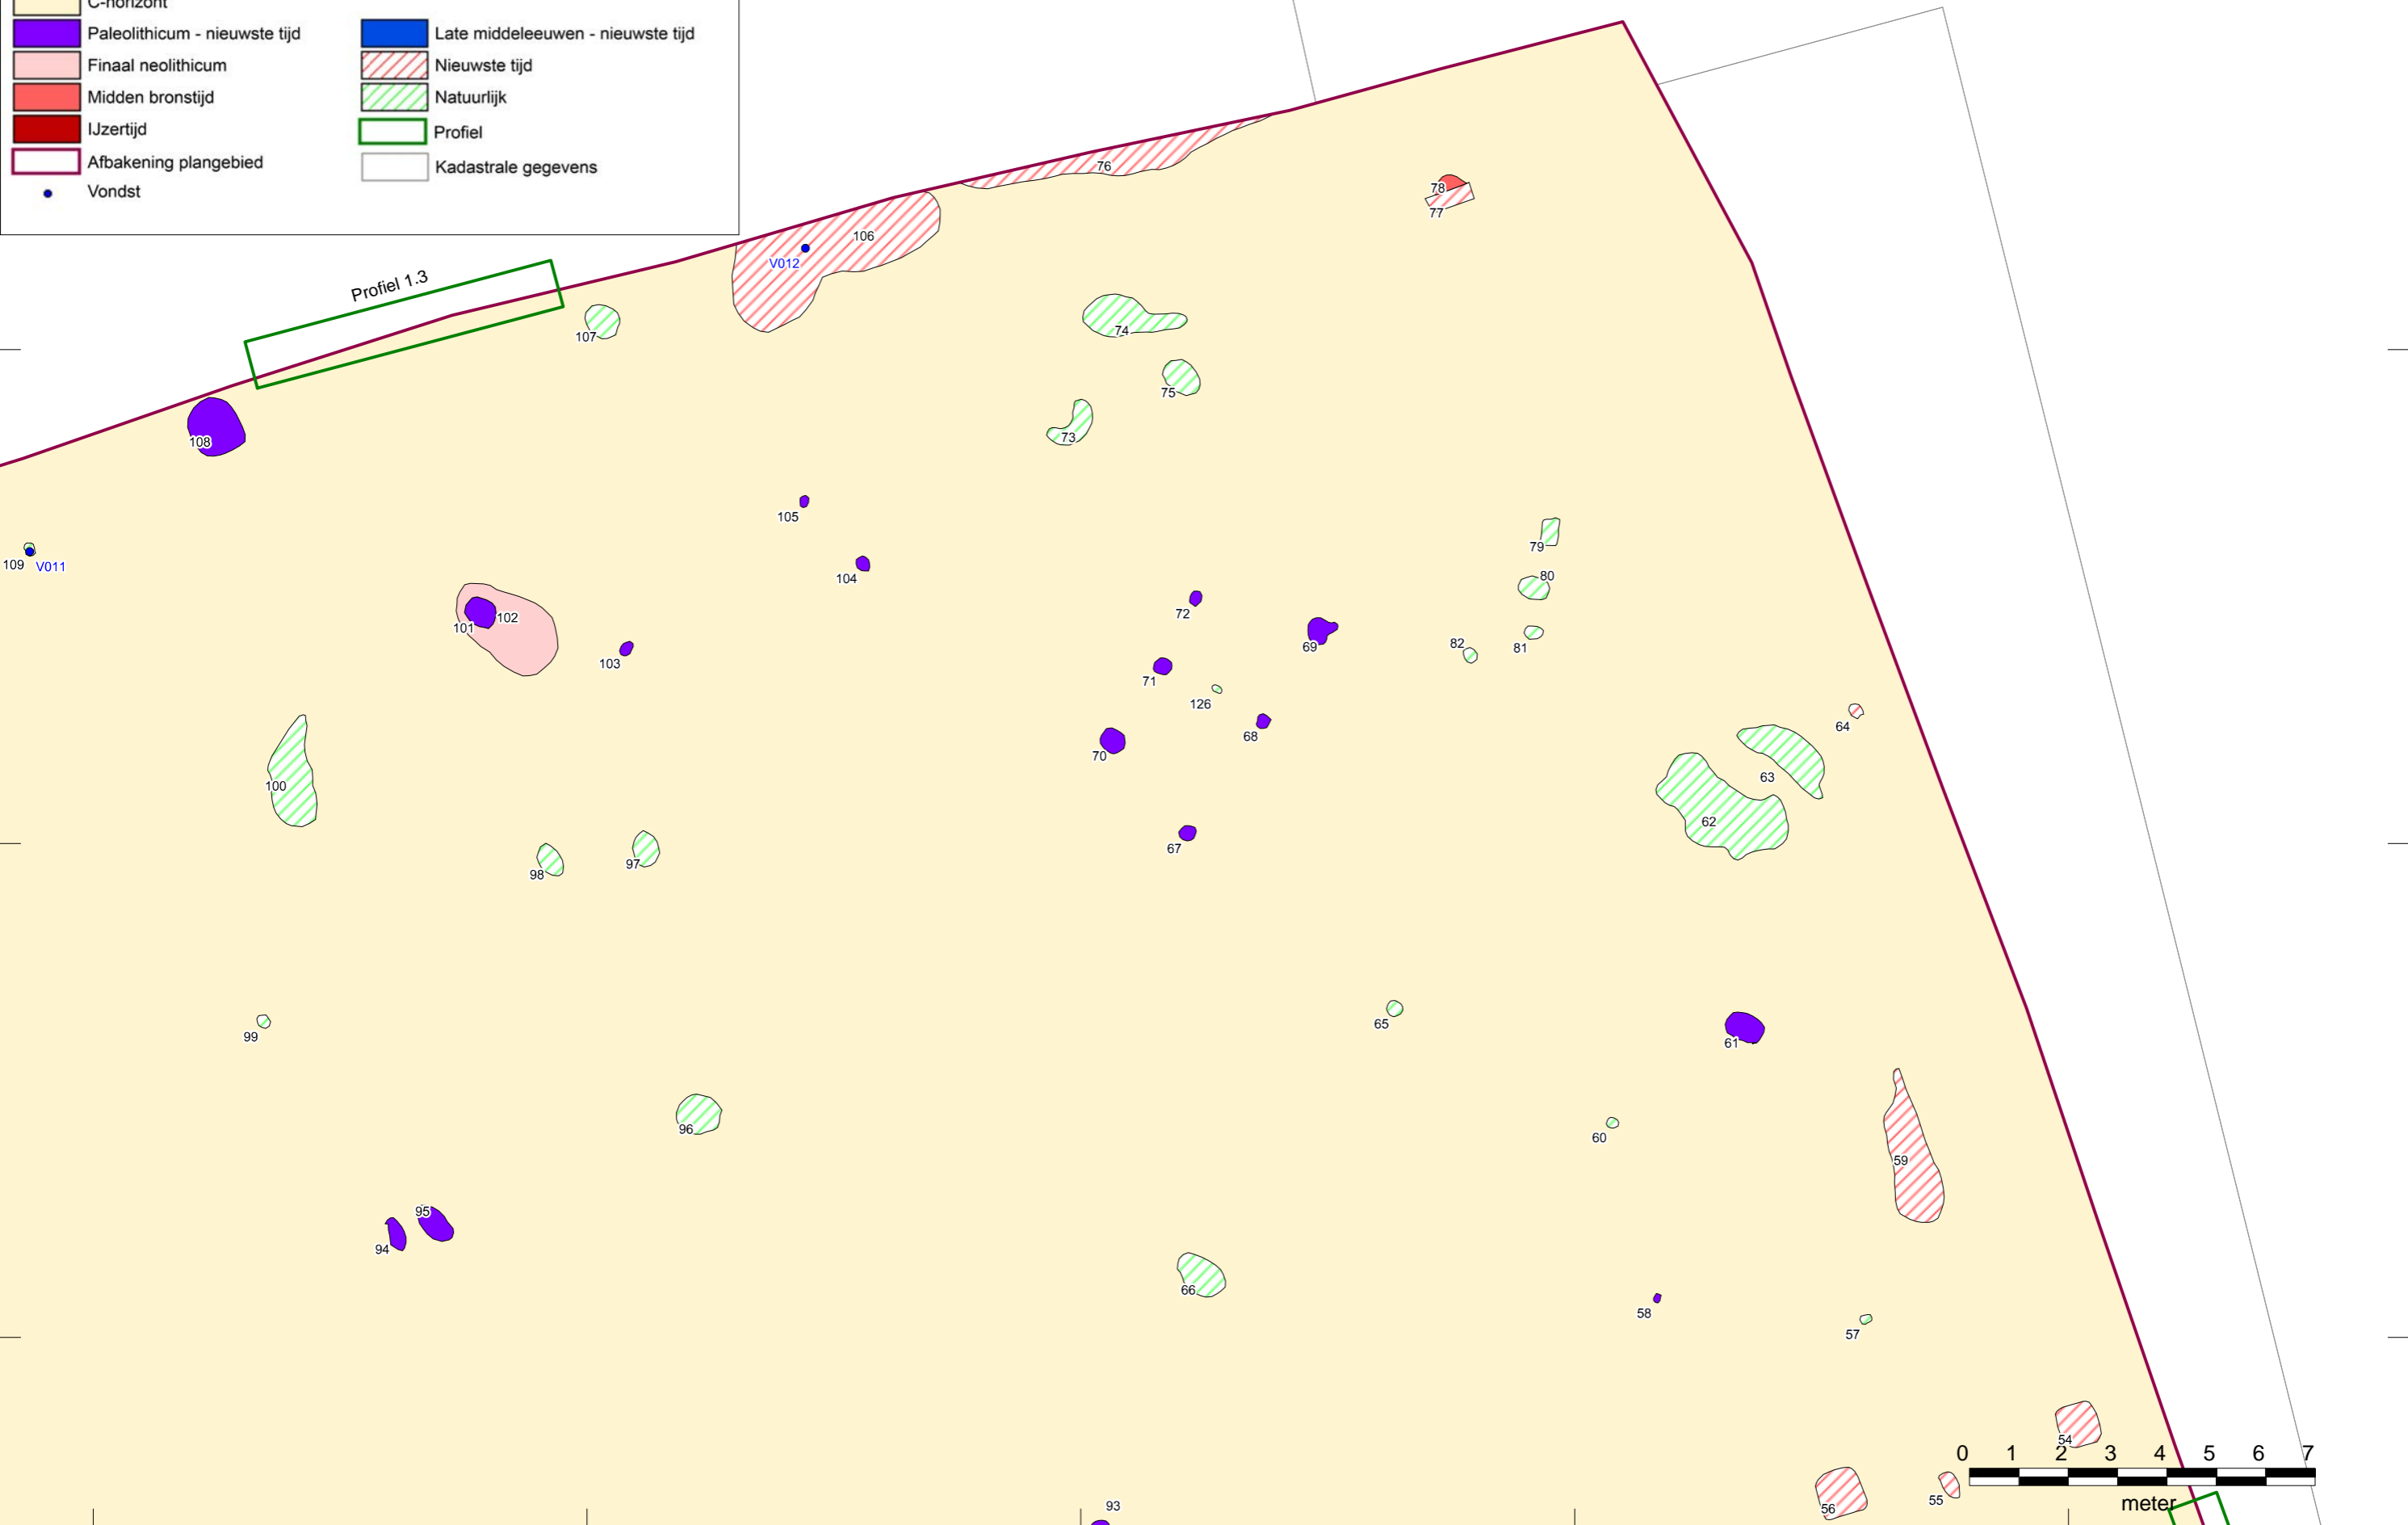 C-horizont
Paleolithicum - nieuwste tijd
Finaal neolithicum
Midden bronstijd
IJzertijd
Afbakening plangebied
Vondst
Late middeleeuwen - nieuwste tijd
Nieuwste tijd
Natuurlijk
Profiel
Kadastrale gegevens
76
78
77
106
V012
Profiel 1.3
107
74
75
73
108
105
109
V011
104
79
80
72
101
102
103
69
82
81
71
126
64
68
70
63
100
62
67
98
97
65
99
61
96
60
59
95
94
66
58
57
54
0 1 2 3 4 5 6 7
meter
56
55
93